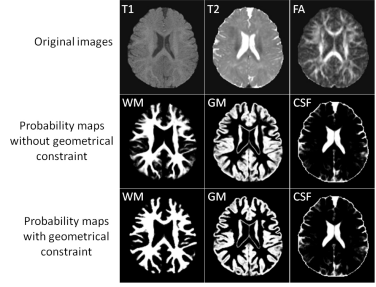 T1 T2 FA
Original images
WM GM CSF
Probability maps
without geometrical
constraint
WM GM CSF
Probability maps
with geometrical
constraint